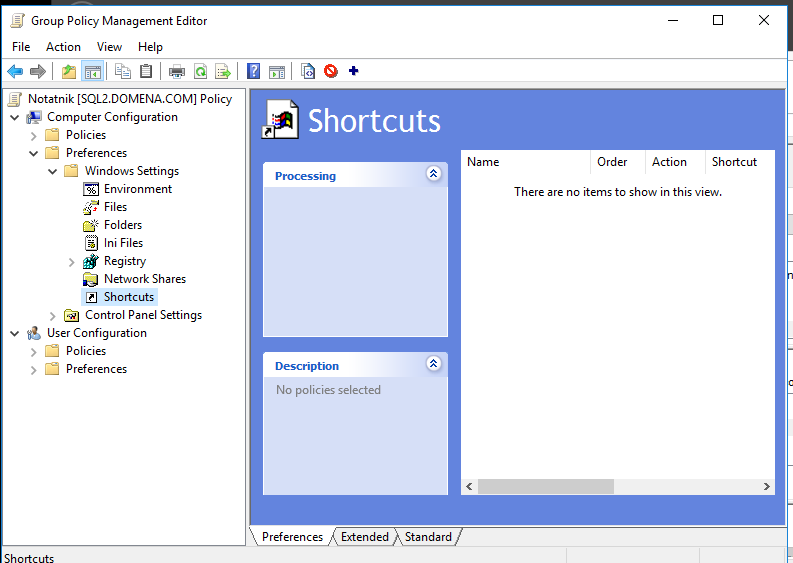 Group Policy Management Editor
File Action View Help
Notatnik [SQL2.DOMENA.COM] Policy
Computer Configuration
Policies
Preferences
Windows Settings
Environment
Files
Folders
Ini Files
Registry
Network Shares
Shortcuts
Control Panel Settings
User Configuration
Policies
Preferences
Shortcuts
Processing
Description
No policies selected
Name Order Action Shortcut
There are no items to show in this view.
Preferences Extended Standard
Shortcuts